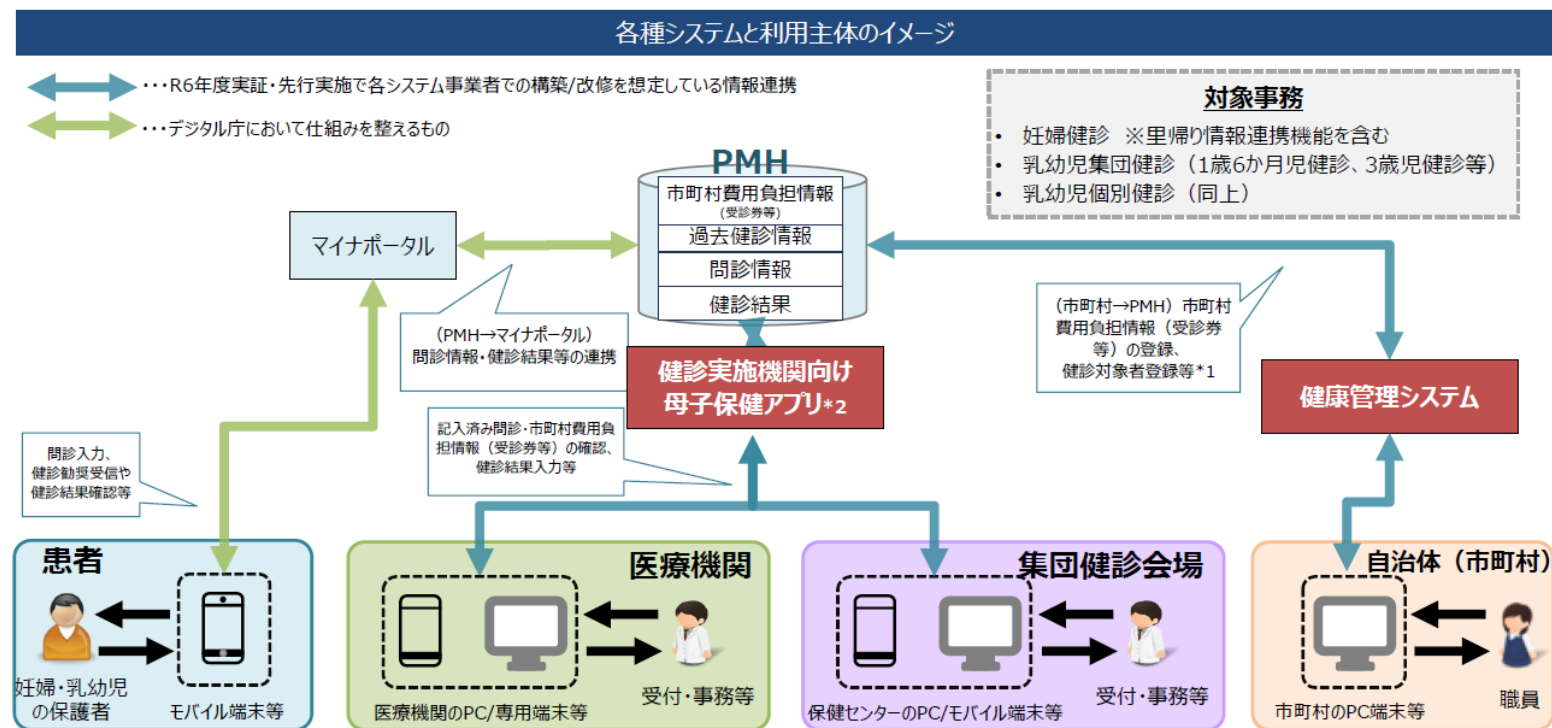 各種システムと利用主体のイメージ
・・・R6年度実証・先行実施で各システム事業者での構築/改修を想定している情報連携
・・・デジタル庁において仕組みを整えるもの
対象事務
• 妊婦健診 ※里帰り情報連携機能を含む
• 乳幼児集団健診（1歳6か月児健診、3歳児健診等）
• 乳幼児個別健診（同上）
PMH
市町村費用負担情報
(受診券等)
過去健診情報
問診情報
健診結果
マイナポータル
（PMH→マイナポータル）
問診情報・健診結果等の連携
（市町村→PMH）市町村
費用負担情報（受診券
等）の登録、
健診対象者登録等*1
健診実施機関向け
母子保健アプリ*2
健康管理システム
記入済み問診・市町村費用負
担情報（受診券等）の確認、
健診結果入力等
問診入力、
健診勧奨受信や
健診結果確認等
患者
妊婦・乳幼児
の保護者
モバイル端末等
医療機関
医療機関のPC/専用端末等
受付・事務等
集団健診会場
保健センターのPC/モバイル端末等
受付・事務等
自治体（市町村）
市町村のPC端末等
職員